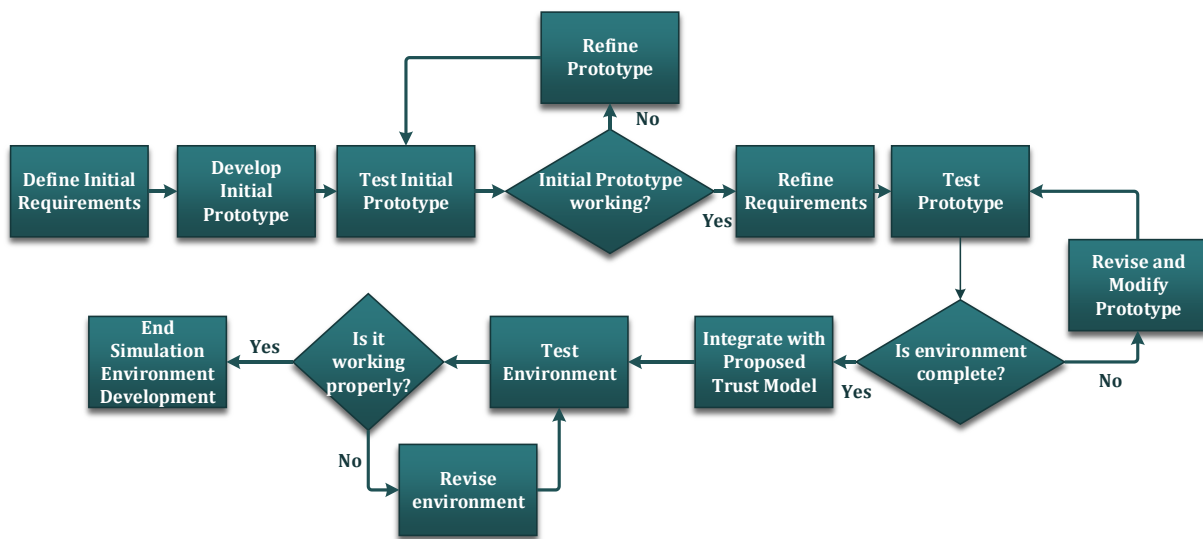 Refine
Prototype
No
Define Initial
Requirements
Develop
Initial
Prototype
Test Initial
Prototype
Initial Prototype
working?
Yes
Refine
Requirements
Test
Prototype
Revise and
Modify
Prototype
No
Is environment
complete?
Yes
Integrate with
Proposed
Trust Model
Test
Environment
Is it
working
properly?
Yes
End
Simulation
Environment
Development
No
Revise
environment